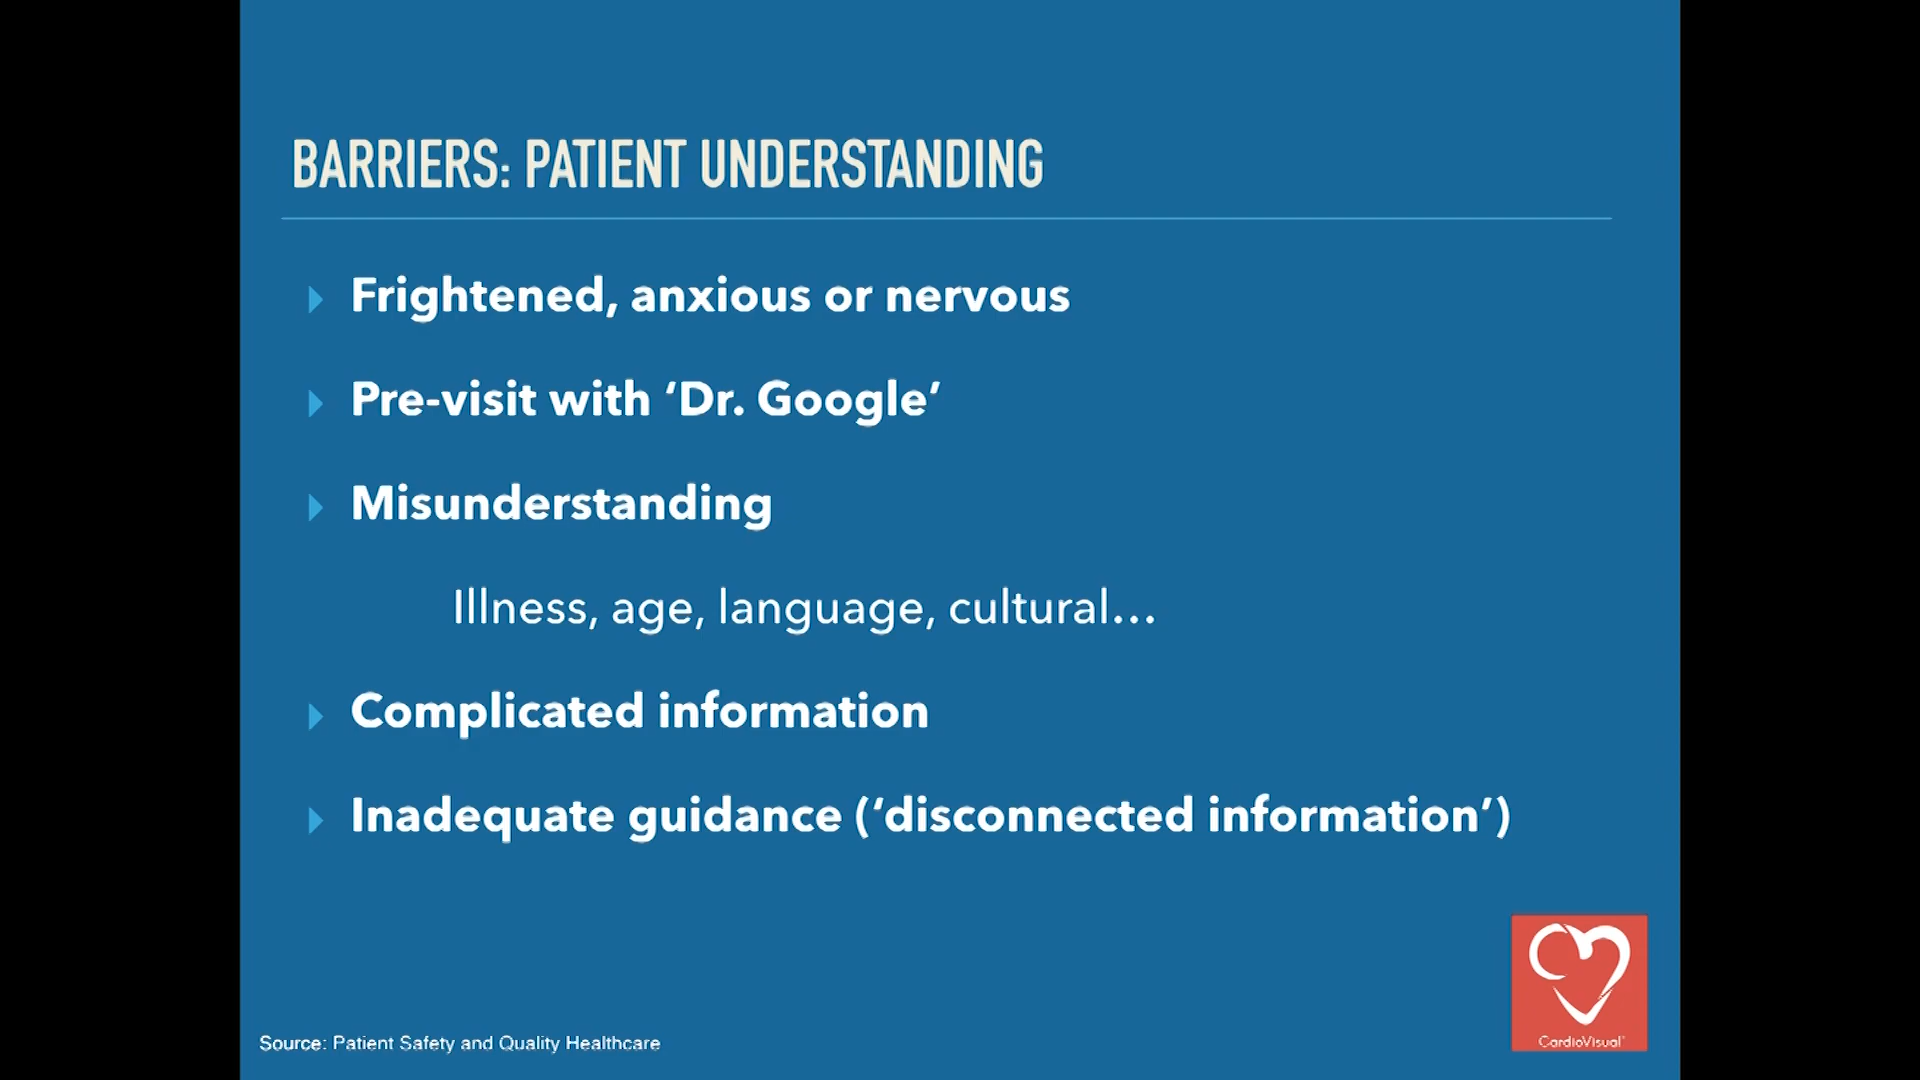 BARRIERS: PATIENT UNDERSTANDING
Frightened, anxious or nervous
Pre-visit with ‘Dr. Google’
Misunderstanding
Illness, age, language, cultural…
Complicated information
Inadequate guidance (‘disconnected information’)
CardioVisual
Source: Patient Safety and Quality Healthcare